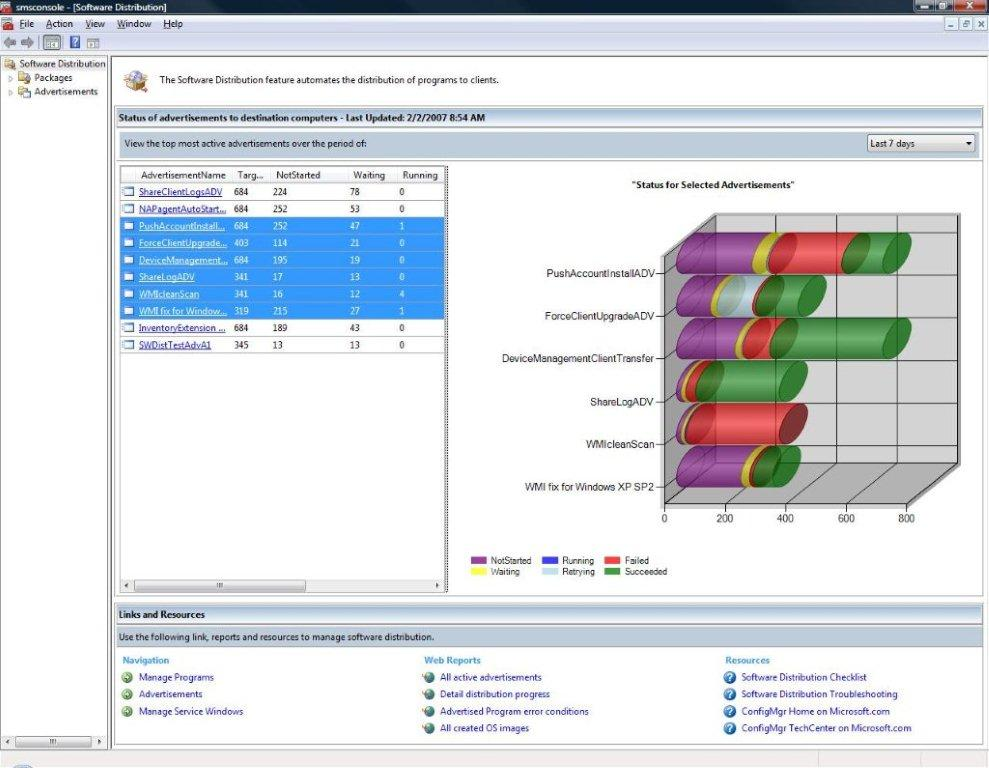 smsconsole - [Software Distribution]
File Action View Window Help
Software Distribution
Packages
Advertisements
The Software Distribution feature automates the distribution of programs to clients.
Status of advertisements to destination computers - Last Updated: 2/2/2007 8:54 AM
View the top most active advertisements over the period of: Last 7 days
AdvertisementName Targ... NotStarted Waiting Running
ShareClientLogsADV 684 224 78 0
NAPagentAutoStart... 684 252 53 0
PushAccountInstall... 684 252 47 1
ForceClientUpgrade... 403 114 21 0
DeviceManagement... 684 195 19 0
ShareLogADV 341 17 13 0
WMIcleanScan 341 16 12 4
WMI fix for Window... 319 215 27 1
InventoryExtension ... 684 189 43 0
SWDistTestAdvA1 345 13 13 0
"Status for Selected Advertisements"
PushAccountInstallADV
ForceClientUpgradeADV
DeviceManagementClientTransfer
ShareLogADV
WMIcleanScan
WMI fix for Windows XP SP2
0 200 400 600 800
NotStarted Running Failed
Waiting Retrying Succeeded
Links and Resources
Use the following link, reports and resources to manage software distribution.
Navigation
Manage Programs
Advertisements
Manage Service Windows
Web Reports
All active advertisements
Detail distribution progress
Advertised Program error conditions
All created OS images
Resources
Software Distribution Checklist
Software Distribution Troubleshooting
ConfigMgr Home on Microsoft.com
ConfigMgr TechCenter on Microsoft.com